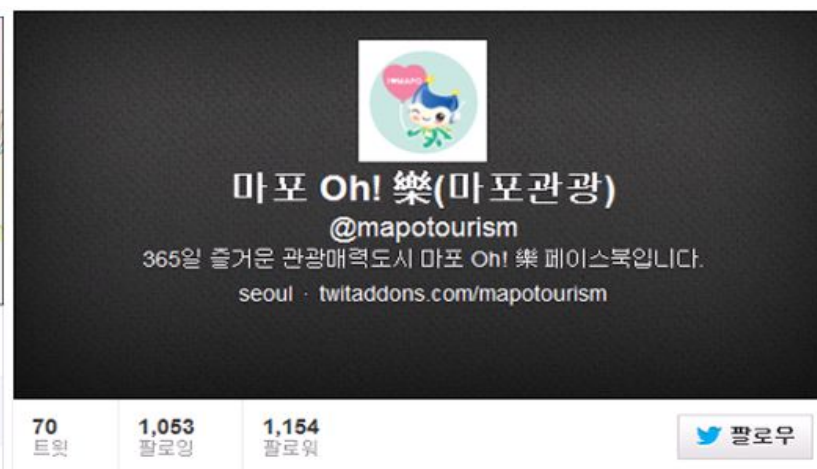 I♥MAPO
마포 Oh! 樂(마포관광)
@mapotourism
365일 즐거운 관광매력도시 마포 Oh! 樂 페이스북입니다.
seoul · twitaddons.com/mapotourism
70 1,053 1,154
트윗 팔로잉 팔로워
팔로우